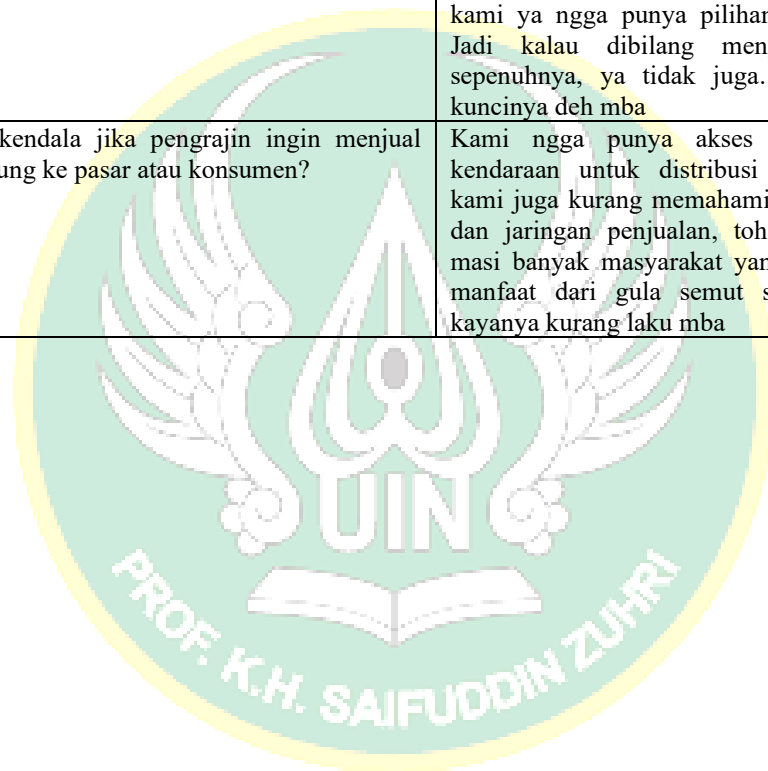 kami ya ngga punya pilihan
Jadi kalau dibilang men
sepenuhnya, ya tidak juga.
kuncinya deh mba
kendala jika pengrajin ingin menjual
ung ke pasar atau konsumen?
Kami ngga punya akses
kendaraan untuk distribusi
kami juga kurang memahami
dan jaringan penjualan, toh
masi banyak masyarakat yan
manfaat dari gula semut s
kayanya kurang laku mba
UIN
PROF. K.H. SAIFUDDIN ZUHRI